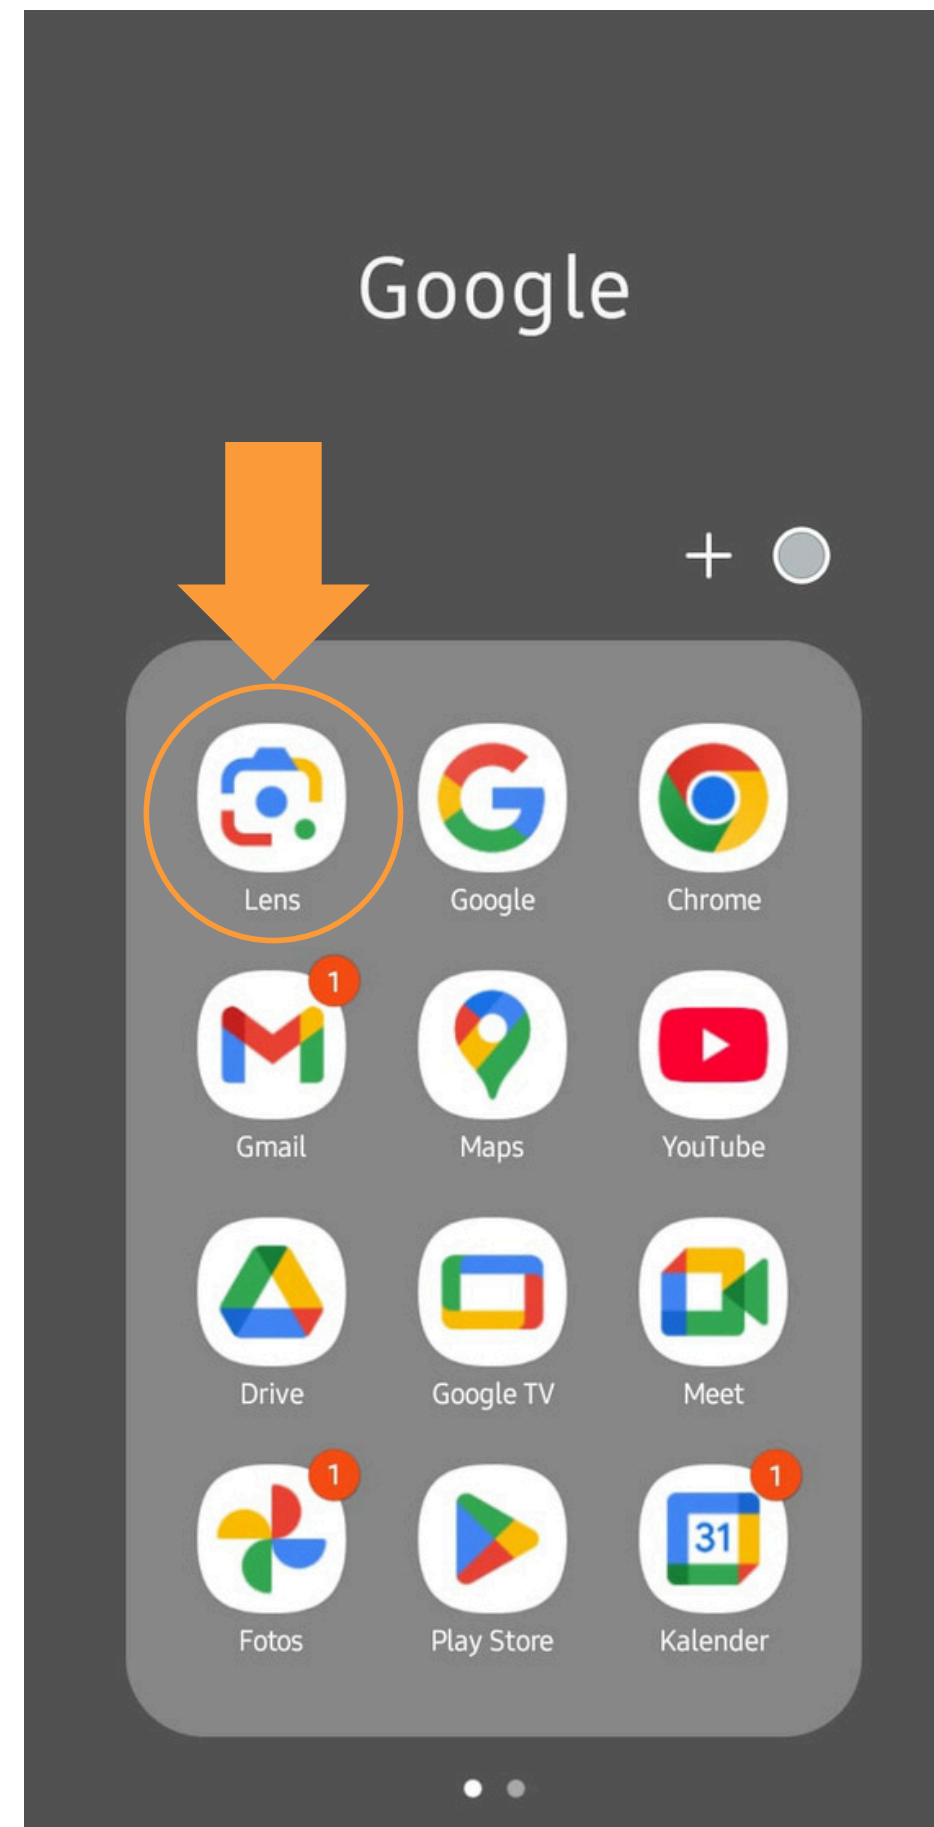 Google
Lens Google Chrome
1
Gmail Maps YouTube
Drive Google TV Meet
1 1
31
Fotos Play Store Kalender